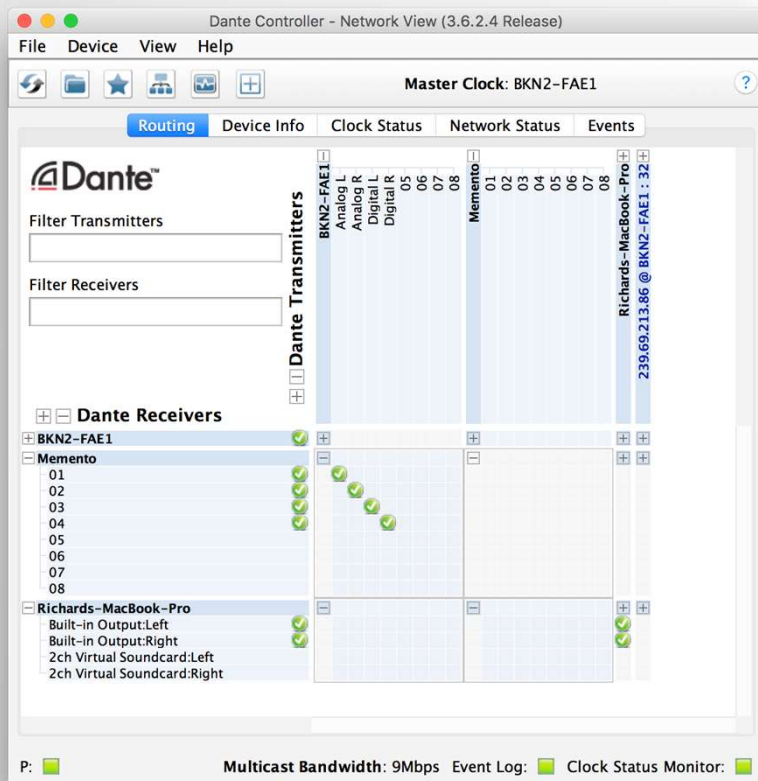 Dante Controller - Network View (3.6.2.4 Release)
File Device View Help
Master Clock: BKN2-FAE1
?
Routing Device Info Clock Status Network Status Events
Dante™
Filter Transmitters
Filter Receivers
Dante Transmitters
BKN2-FAE1
Analog L
Analog R
Digital L
Digital R
05
06
07
08
Memento
01
02
03
04
05
06
07
08
Richards-MacBook-Pro
239.69.213.86 @ BKN2-FAE1 : 32
Dante Receivers
BKN2-FAE1
Memento
01
02
03
04
05
06
07
08
Richards-MacBook-Pro
Built-in Output:Left
Built-in Output:Right
2ch Virtual Soundcard:Left
2ch Virtual Soundcard:Right
P: Multicast Bandwidth: 9Mbps Event Log: Clock Status Monitor: